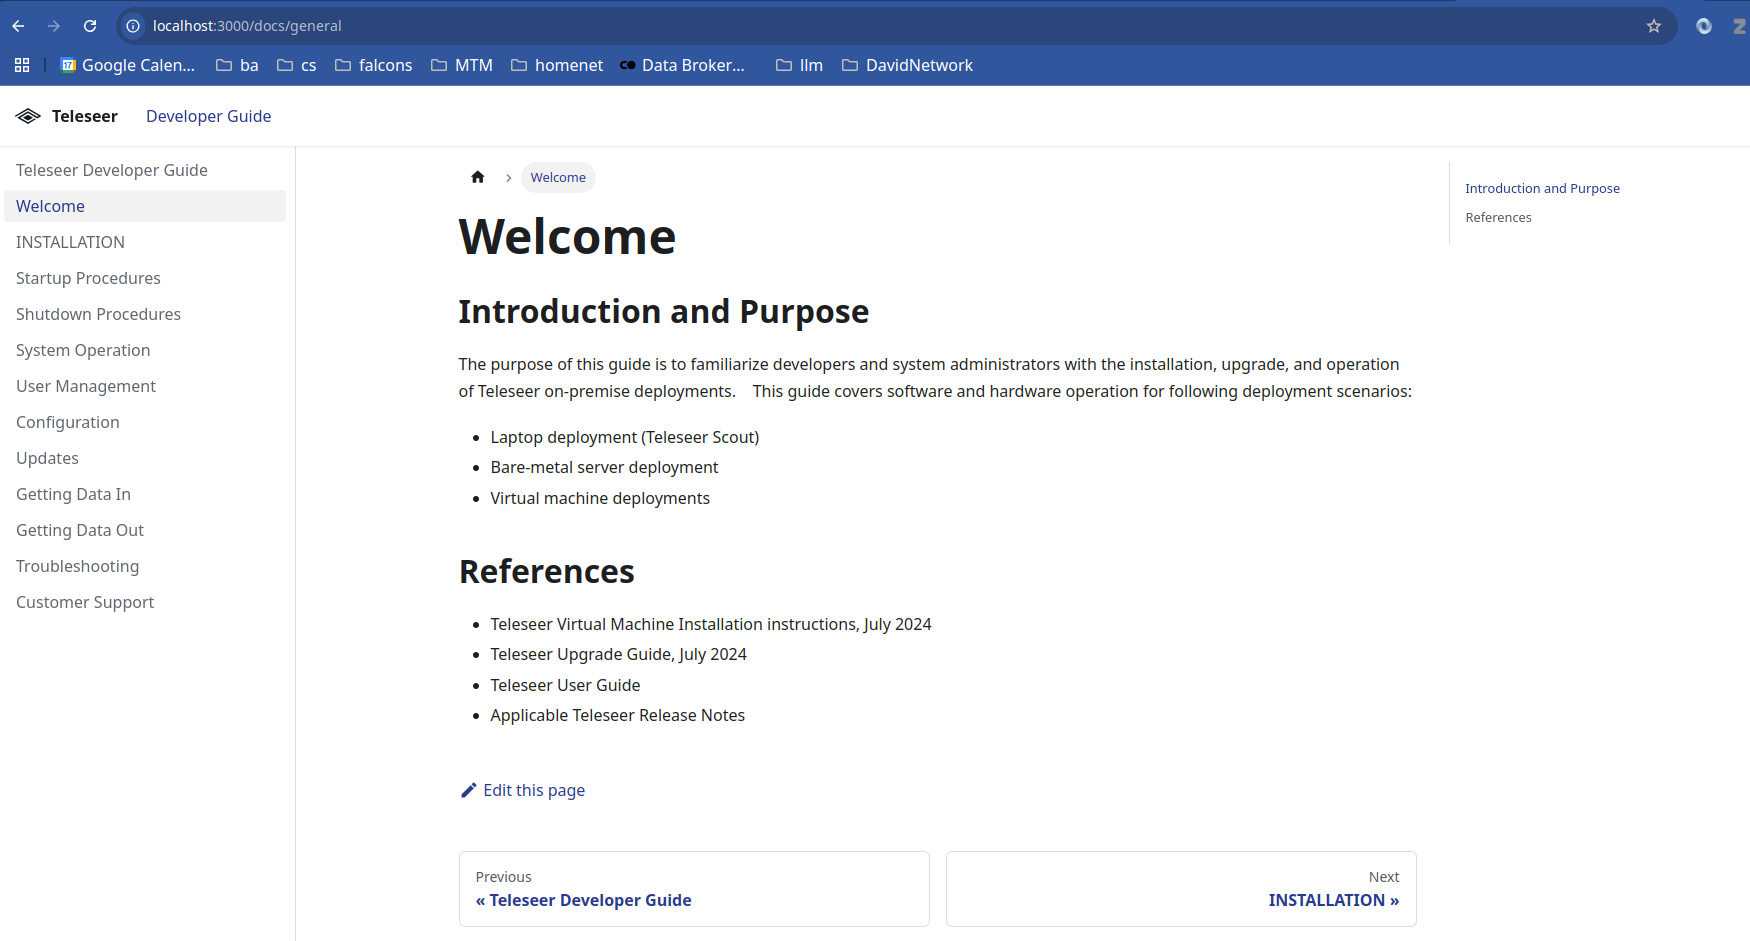 localhost:3000/docs/general
Google Calen... ba cs falcons MTM homenet Data Broker... llm DavidNetwork
Teleseer Developer Guide
Teleseer Developer Guide
Welcome
INSTALLATION
Startup Procedures
Shutdown Procedures
System Operation
User Management
Configuration
Updates
Getting Data In
Getting Data Out
Troubleshooting
Customer Support
Welcome
Welcome
Introduction and Purpose
The purpose of this guide is to familiarize developers and system administrators with the installation, upgrade, and operation
of Teleseer on-premise deployments. This guide covers software and hardware operation for following deployment scenarios:
Laptop deployment (Teleseer Scout)
Bare-metal server deployment
Virtual machine deployments
References
Teleseer Virtual Machine Installation instructions, July 2024
Teleseer Upgrade Guide, July 2024
Teleseer User Guide
Applicable Teleseer Release Notes
Edit this page
Previous
« Teleseer Developer Guide
Next
INSTALLATION »
Introduction and Purpose
References